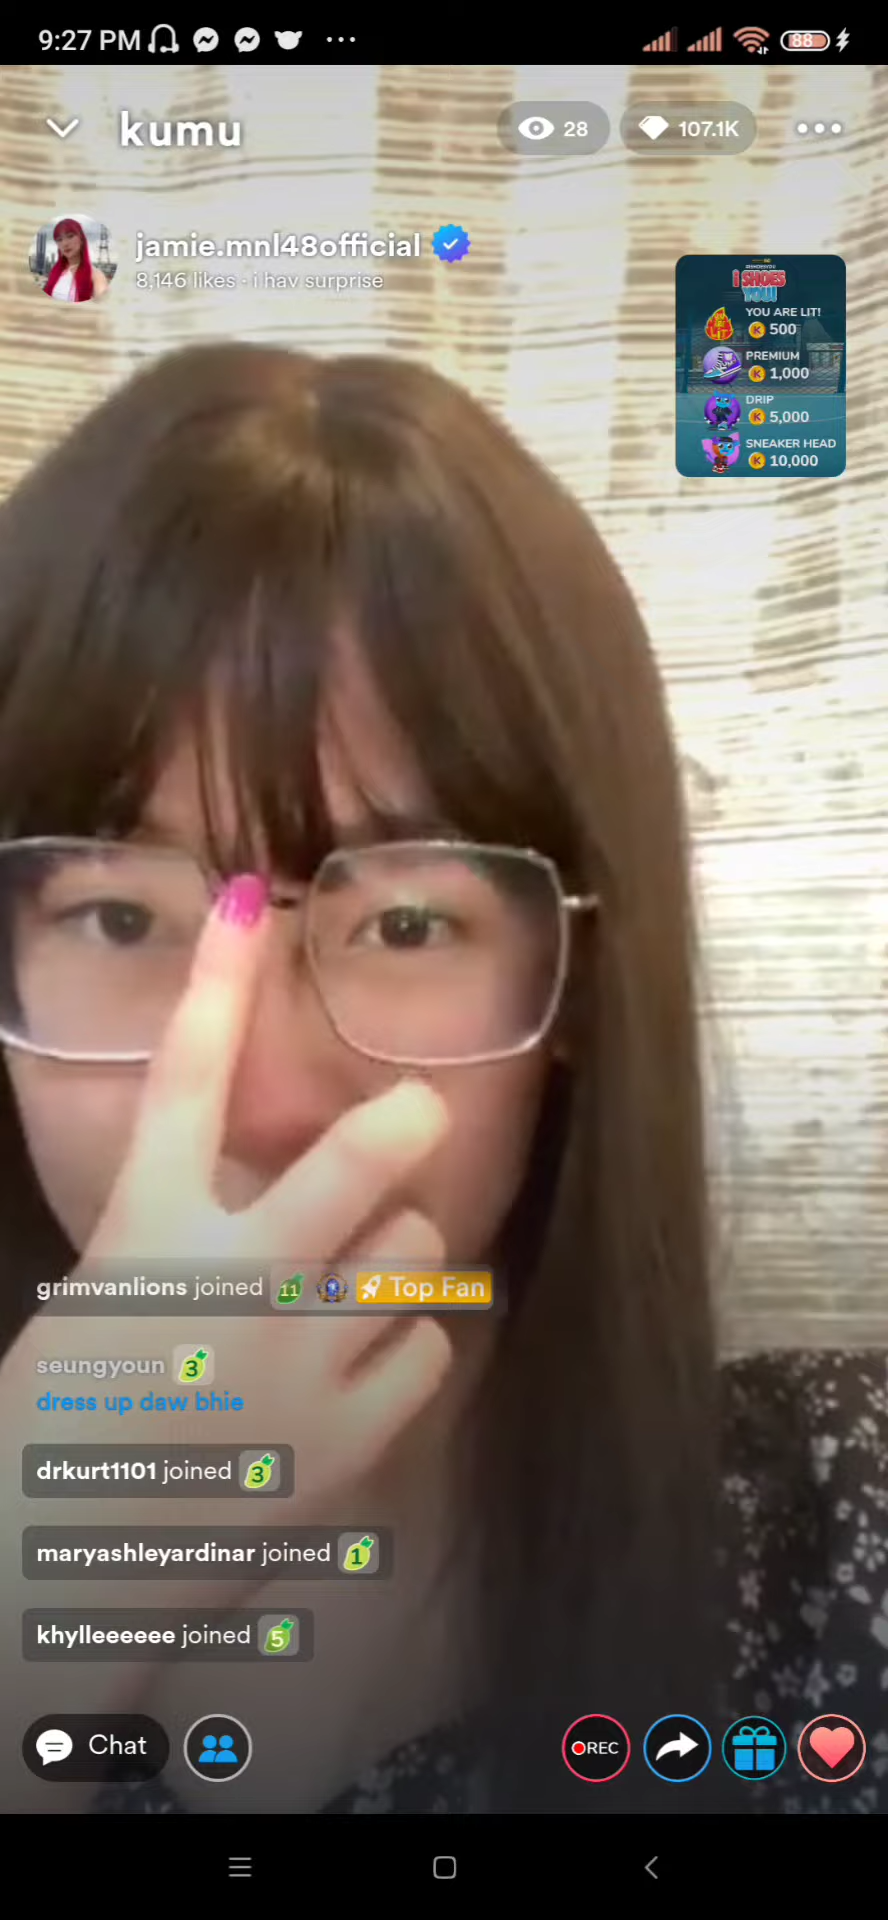 9:27 PM
88
kumu
28
107.1K
jamie.mnl48official
8,146 likes · i hav surprise
i SHOES
YOU!
YOU ARE LIT!
500
PREMIUM
1,000
DRIP
5,000
SNEAKER HEAD
10,000
grimvanlions joined 11 Top Fan
seungyoun 3
dress up daw bhie
drkurt1101 joined 3
maryashleyardinar joined 1
khylleeeeee joined 5
Chat
REC